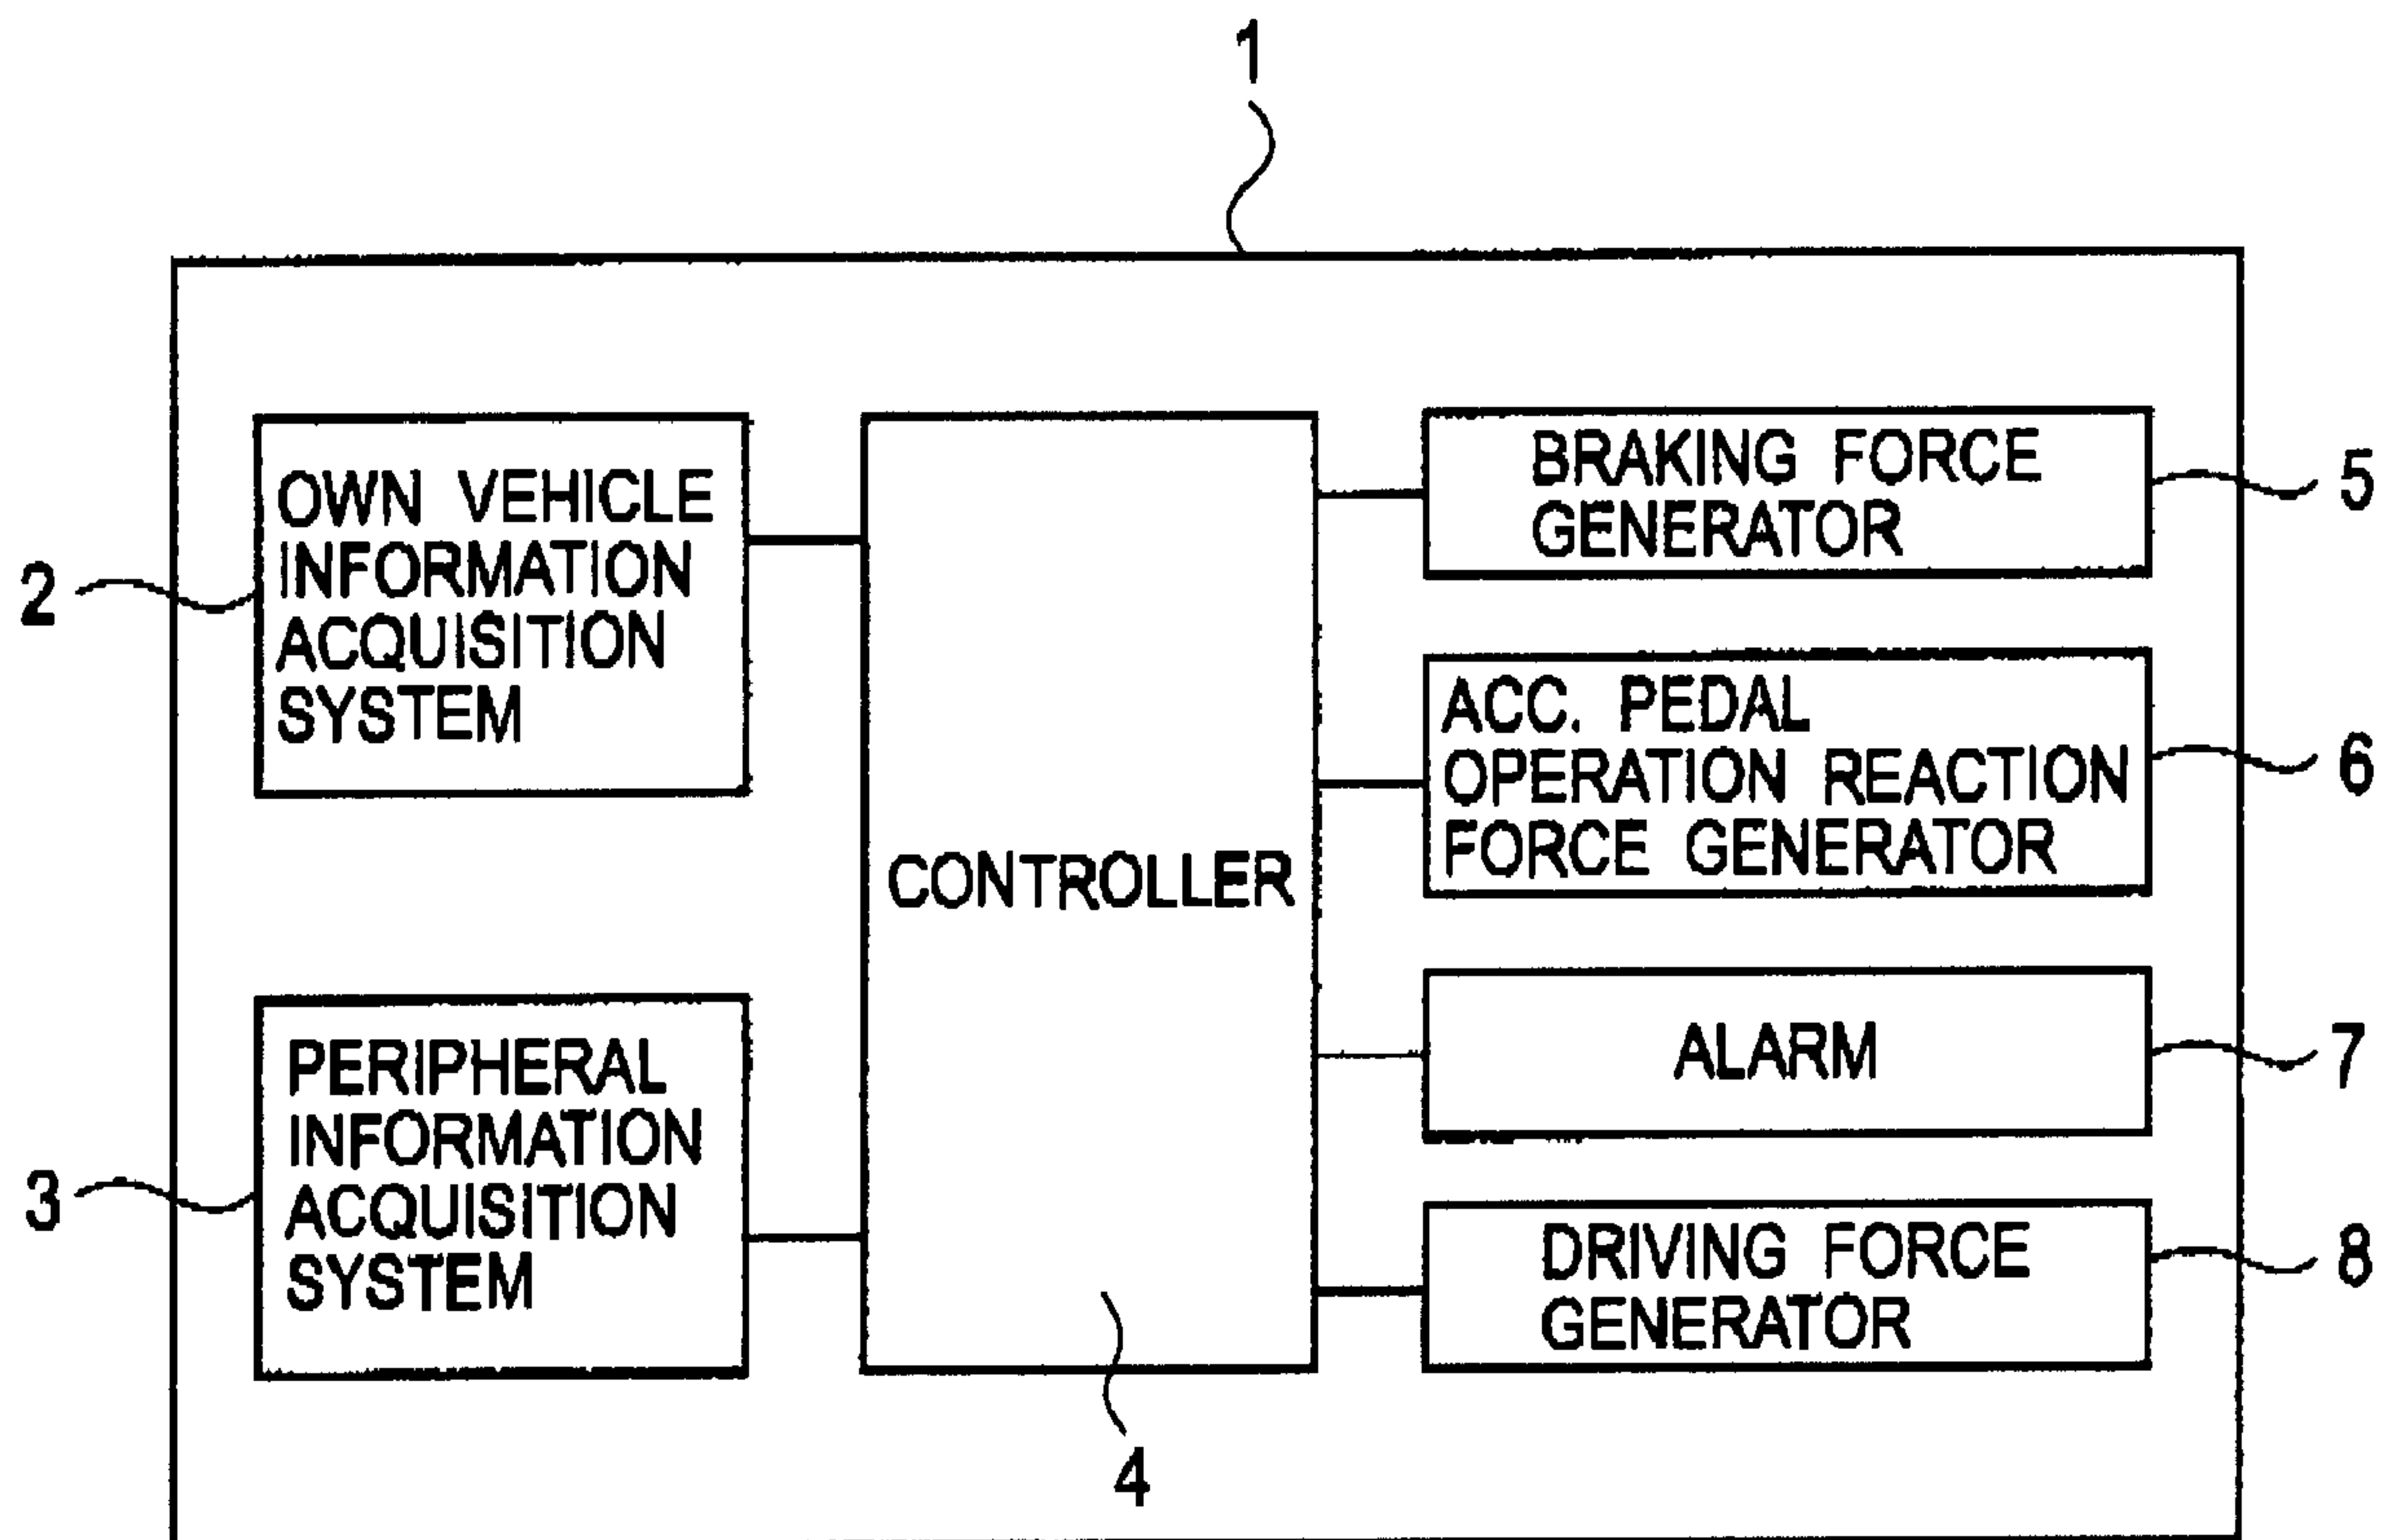 1
2
OWN VEHICLE
INFORMATION
ACQUISITION
SYSTEM
3
PERIPHERAL
INFORMATION
ACQUISITION
SYSTEM
CONTROLLER
4
BRAKING FORCE
GENERATOR
5
ACC. PEDAL
OPERATION REACTION
FORCE GENERATOR
6
ALARM
7
DRIVING FORCE
GENERATOR
8